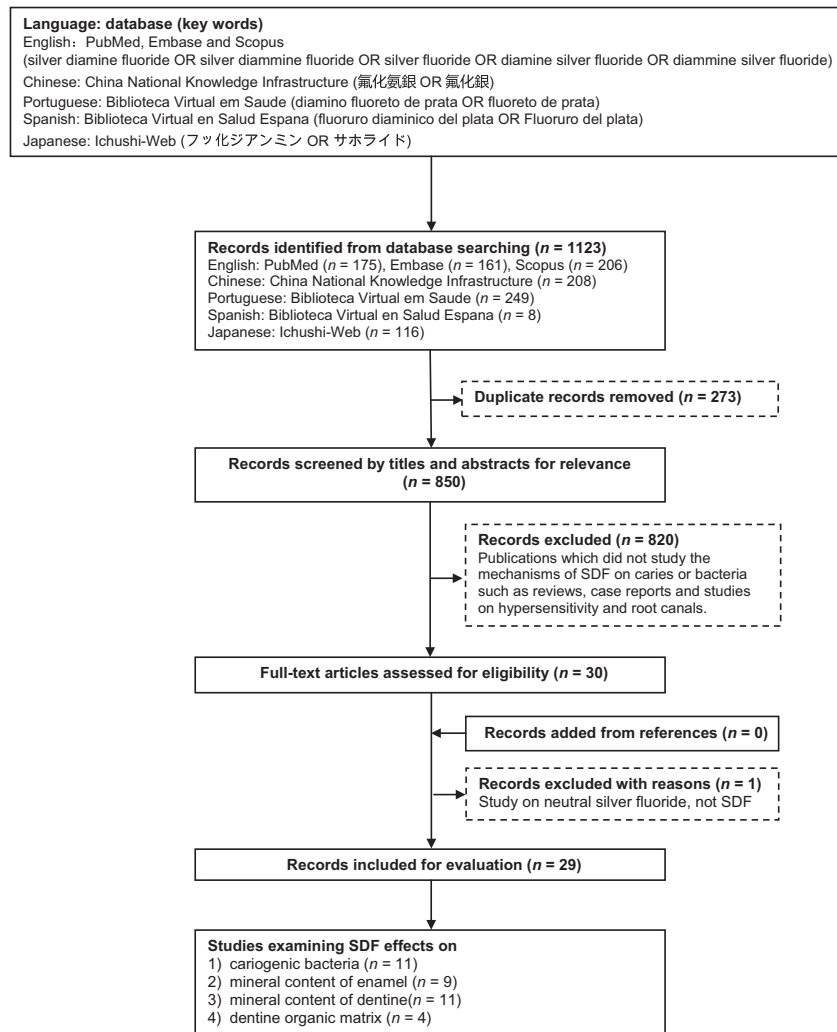 Language: database (key words)
English: PubMed, Embase and Scopus
(silver diamine fluoride OR silver diammine fluoride OR silver fluoride OR diamine silver fluoride OR diammine silver fluoride)
Chinese: China National Knowledge Infrastructure (氟化氨銀 OR 氟化銀)
Portuguese: Biblioteca Virtual em Saude (diamino fluoreto de prata OR fluoreto de prata)
Spanish: Biblioteca Virtual en Salud Espana (fluoruro diaminico del plata OR Fluoruro del plata)
Japanese: Ichushi-Web (フッ化ジアンミン OR サホライド)
Records identified from database searching (n = 1123)
English: PubMed (n = 175), Embase (n = 161), Scopus (n = 206)
Chinese: China National Knowledge Infrastructure (n = 208)
Portuguese: Biblioteca Virtual em Saude (n = 249)
Spanish: Biblioteca Virtual en Salud Espana (n = 8)
Japanese: Ichushi-Web (n = 116)
Duplicate records removed (n = 273)
Records screened by titles and abstracts for relevance
(n = 850)
Records excluded (n = 820)
Publications which did not study the
mechanisms of SDF on caries or bacteria
such as reviews, case reports and studies
on hypersensitivity and root canals.
Full-text articles assessed for eligibility (n = 30)
Records added from references (n = 0)
Records excluded with reasons (n = 1)
Study on neutral silver fluoride, not SDF
Records included for evaluation (n = 29)
Studies examining SDF effects on
1) cariogenic bacteria (n = 11)
2) mineral content of enamel (n = 9)
3) mineral content of dentine(n = 11)
4) dentine organic matrix (n = 4)